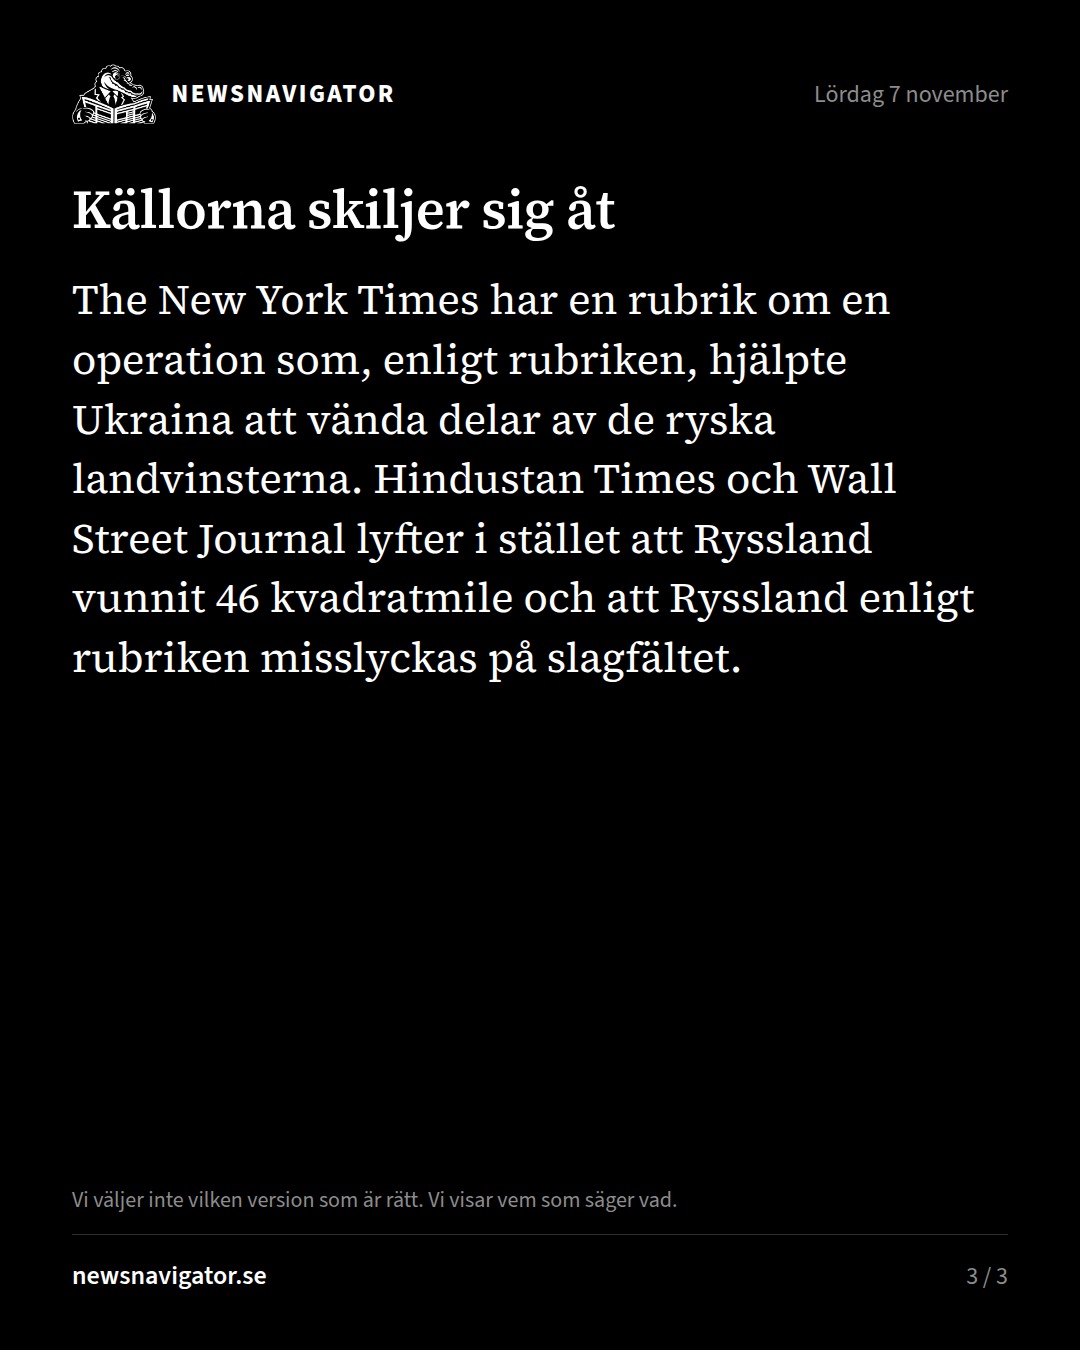 NEWSNAVIGATOR
Lördag 7 november
Källorna skiljer sig åt
The New York Times har en rubrik om en
operation som, enligt rubriken, hjälpte
Ukraina att vända delar av de ryska
landvinsterna. Hindustan Times och Wall
Street Journal lyfter i stället att Ryssland
vunnit 46 kvadratmile och att Ryssland enligt
rubriken misslyckas på slagfältet.
Vi väljer inte vilken version som är rätt. Vi visar vem som säger vad.
newsnavigator.se
3 / 3